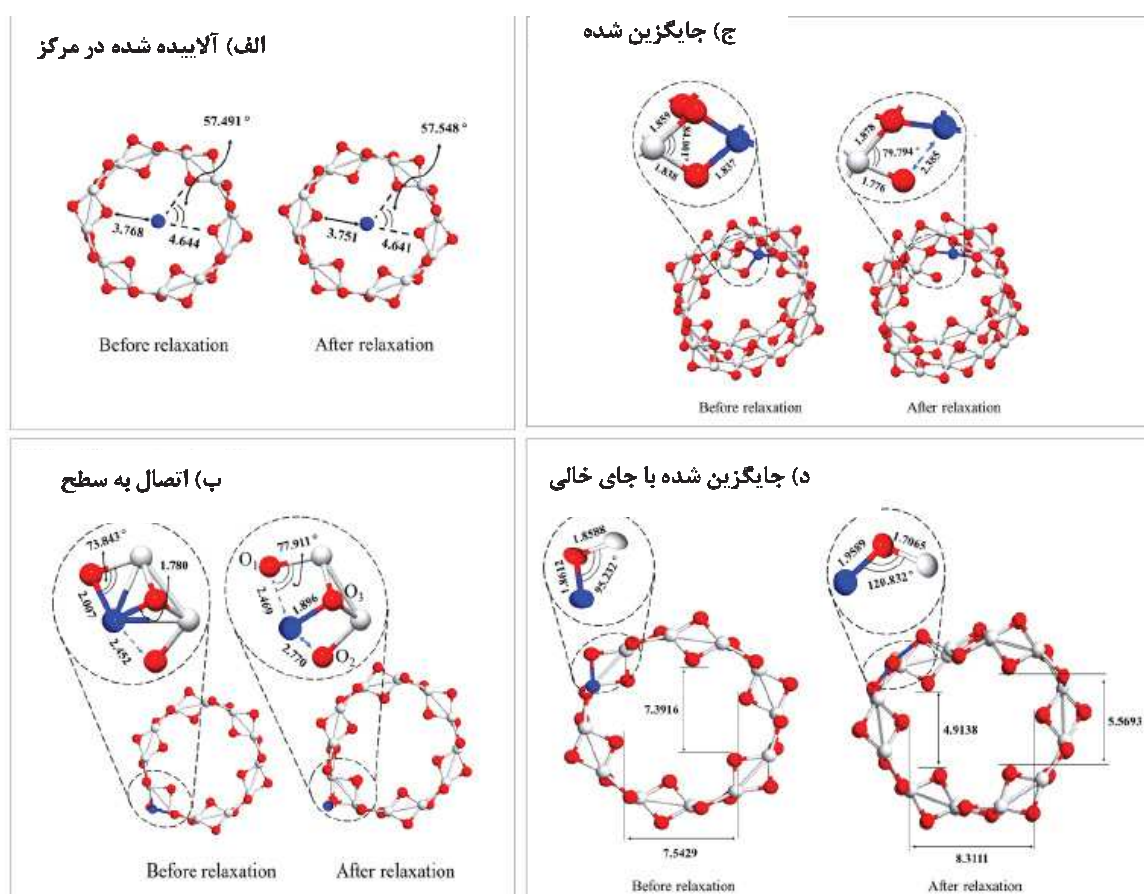 الف) آلاییده شده در مرکز
57.491°
57.548°
3.768
4.644
3.751
4.641
Before relaxation
After relaxation
ج) جایگزین شده
1.859
1.838
1.837
1.878
79.794°
1.776
2.385
Before relaxation
After relaxation
ب) اتصال به سطح
73.843°
1.780
2.007
2.452
77.911°
O1
2.469
1.896
O3
2.770
O2
Before relaxation
After relaxation
د) جایگزین شده با جای خالی
1.8588
1.8612
95.232°
7.3916
7.5429
1.9589
1.7065
120.832°
4.9138
5.5693
8.3111
Before relaxation
After relaxation